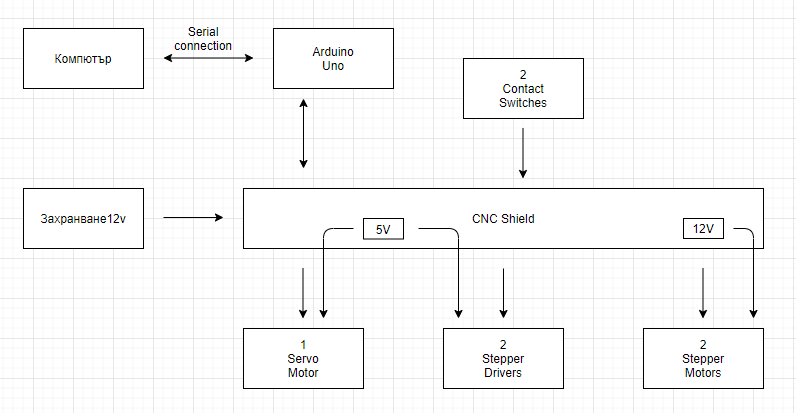 Serial
connection
Компютър
Arduino
Uno
2
Contact
Switches
Захранване12v
CNC Shield
5V
12V
1
Servo
Motor
2
Stepper
Drivers
2
Stepper
Motors